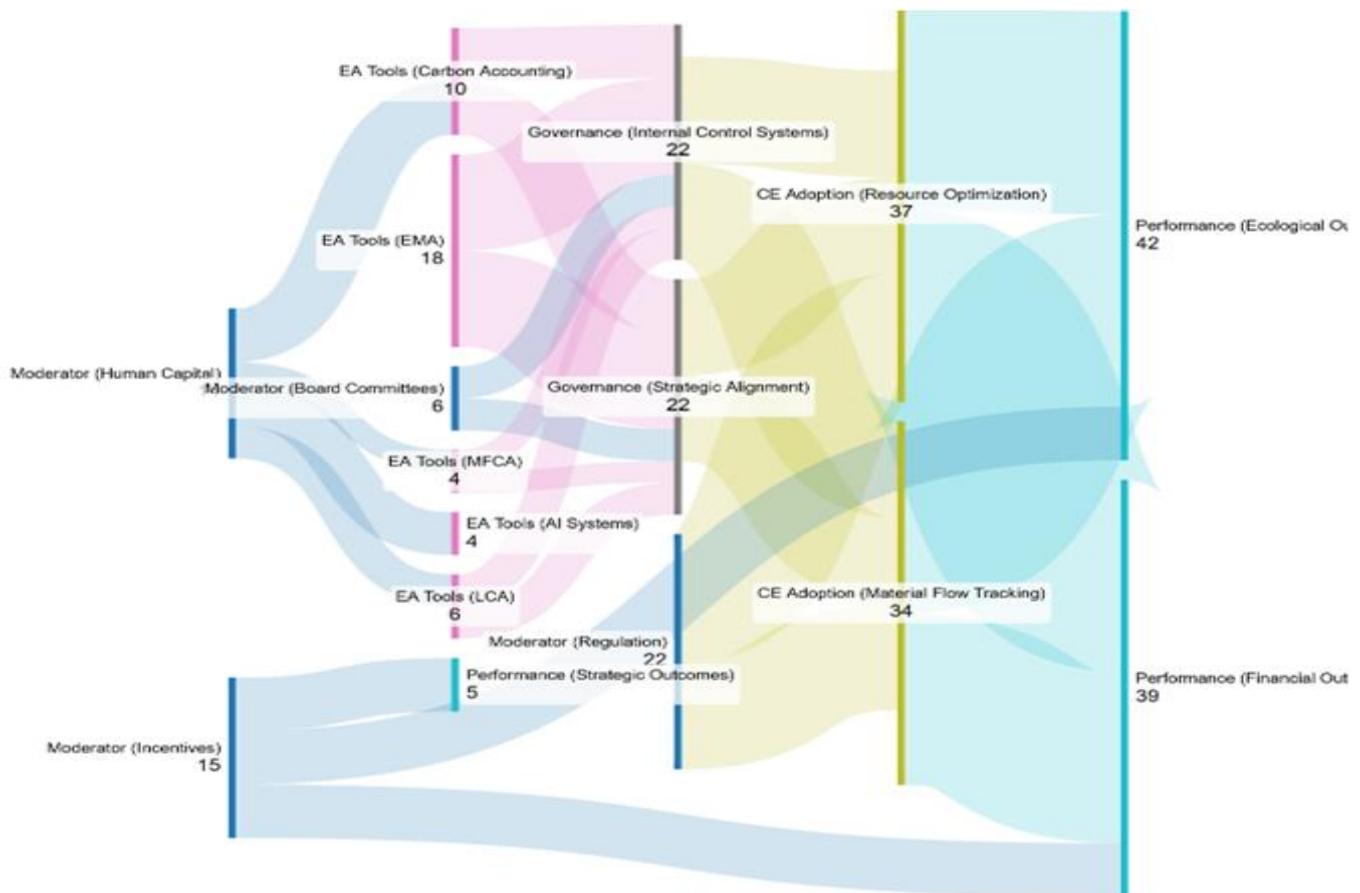 EA Tools (Carbon Accounting)
10
Governance (Internal Control Systems)
22
CE Adoption (Resource Optimization)
37
Performance (Ecological
42
EA Tools (EMA)
18
Moderator (Human Capital)
Moderator (Board Committees)
6
Governance (Strategic Alignment)
22
EA Tools (MFCA)
4
EA Tools (AI Systems)
4
EA Tools (LCA)
6
CE Adoption (Material Flow Tracking)
34
Moderator (Regulation)
22
Performance (Strategic Outcomes)
5
Performance (Financial Out
39
Moderator (Incentives)
15